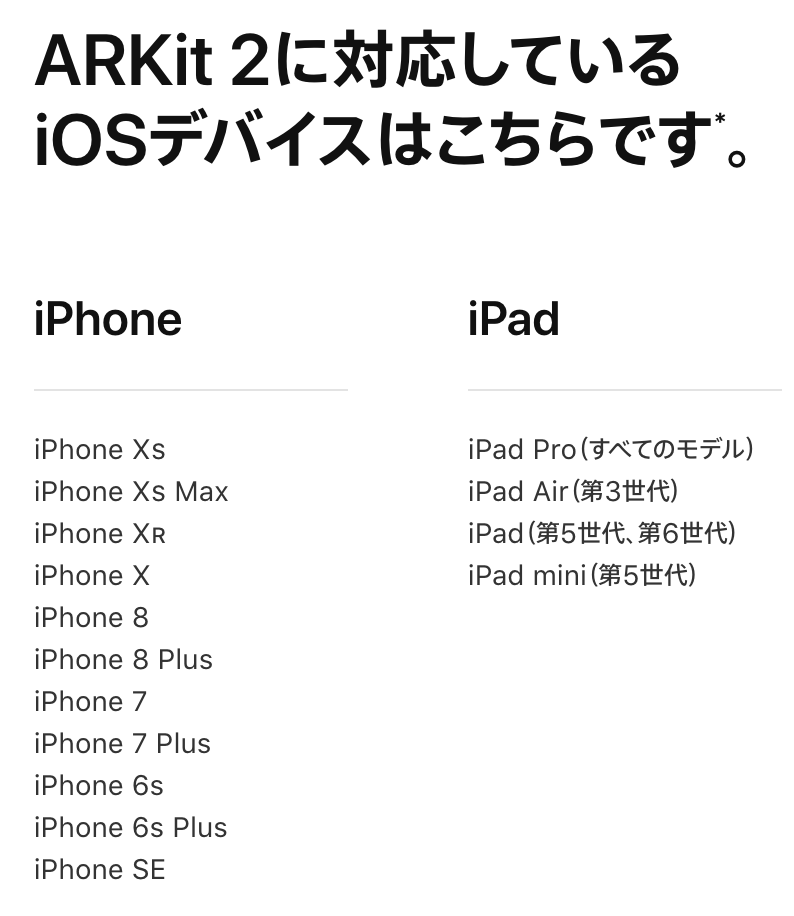 ARKit 2に対応している
iOSデバイスはこちらです*。
iPhone
iPhone Xs
iPhone Xs Max
iPhone XR
iPhone X
iPhone 8
iPhone 8 Plus
iPhone 7
iPhone 7 Plus
iPhone 6s
iPhone 6s Plus
iPhone SE
iPad
iPad Pro(すべてのモデル)
iPad Air(第3世代)
iPad(第5世代、第6世代)
iPad mini(第5世代)